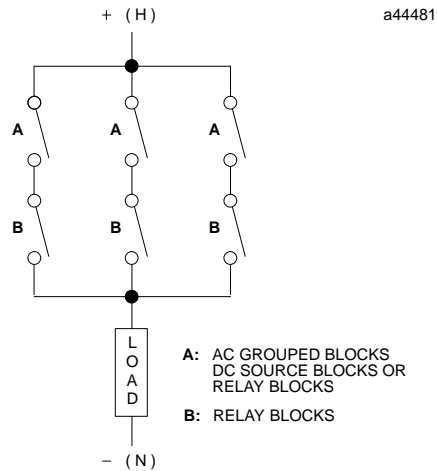 + (H)
a44481
A A A
B B B
L
O
A
D
A: AC GROUPED BLOCKS
DC SOURCE BLOCKS OR
RELAY BLOCKS
B: RELAY BLOCKS
− (N)